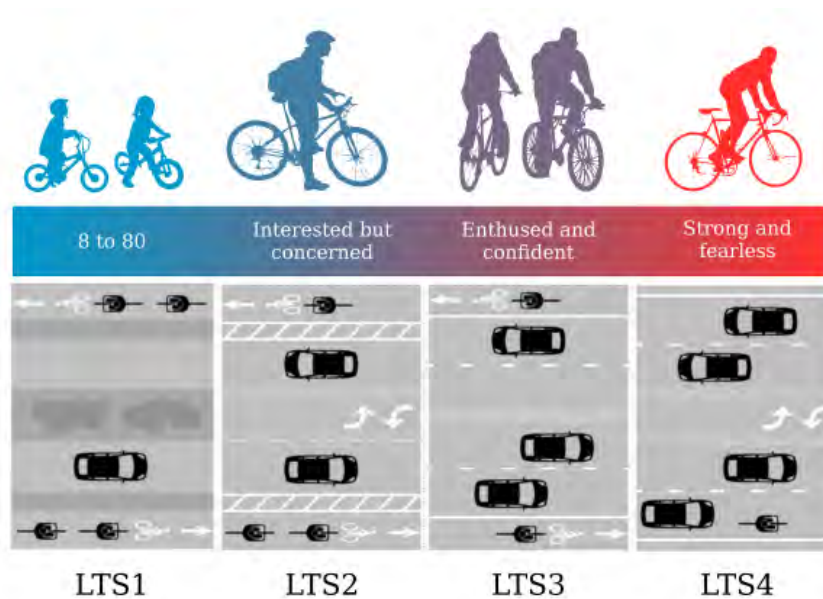 8 to 80
Interested but
concerned
Enthused and
confident
Strong and
fearless
LTS1
LTS2
LTS3
LTS4